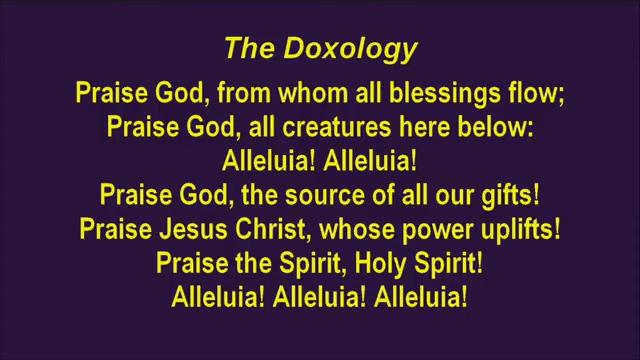 The Doxology
Praise God, from whom all blessings flow;
Praise God, all creatures here below:
Alleluia! Alleluia!
Praise God, the source of all our gifts!
Praise Jesus Christ, whose power uplifts!
Praise the Spirit, Holy Spirit!
Alleluia! Alleluia! Alleluia!